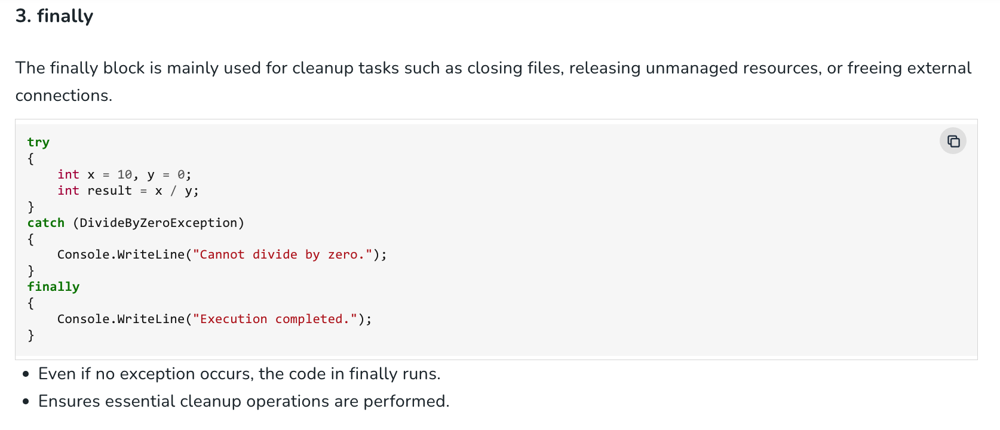 3. finally
The finally block is mainly used for cleanup tasks such as closing files, releasing unmanaged resources, or freeing external
connections.
try
{
    int x = 10, y = 0;
    int result = x / y;
}
catch (DivideByZeroException)
{
    Console.WriteLine("Cannot divide by zero.");
}
finally
{
    Console.WriteLine("Execution completed.");
}
• Even if no exception occurs, the code in finally runs.
• Ensures essential cleanup operations are performed.